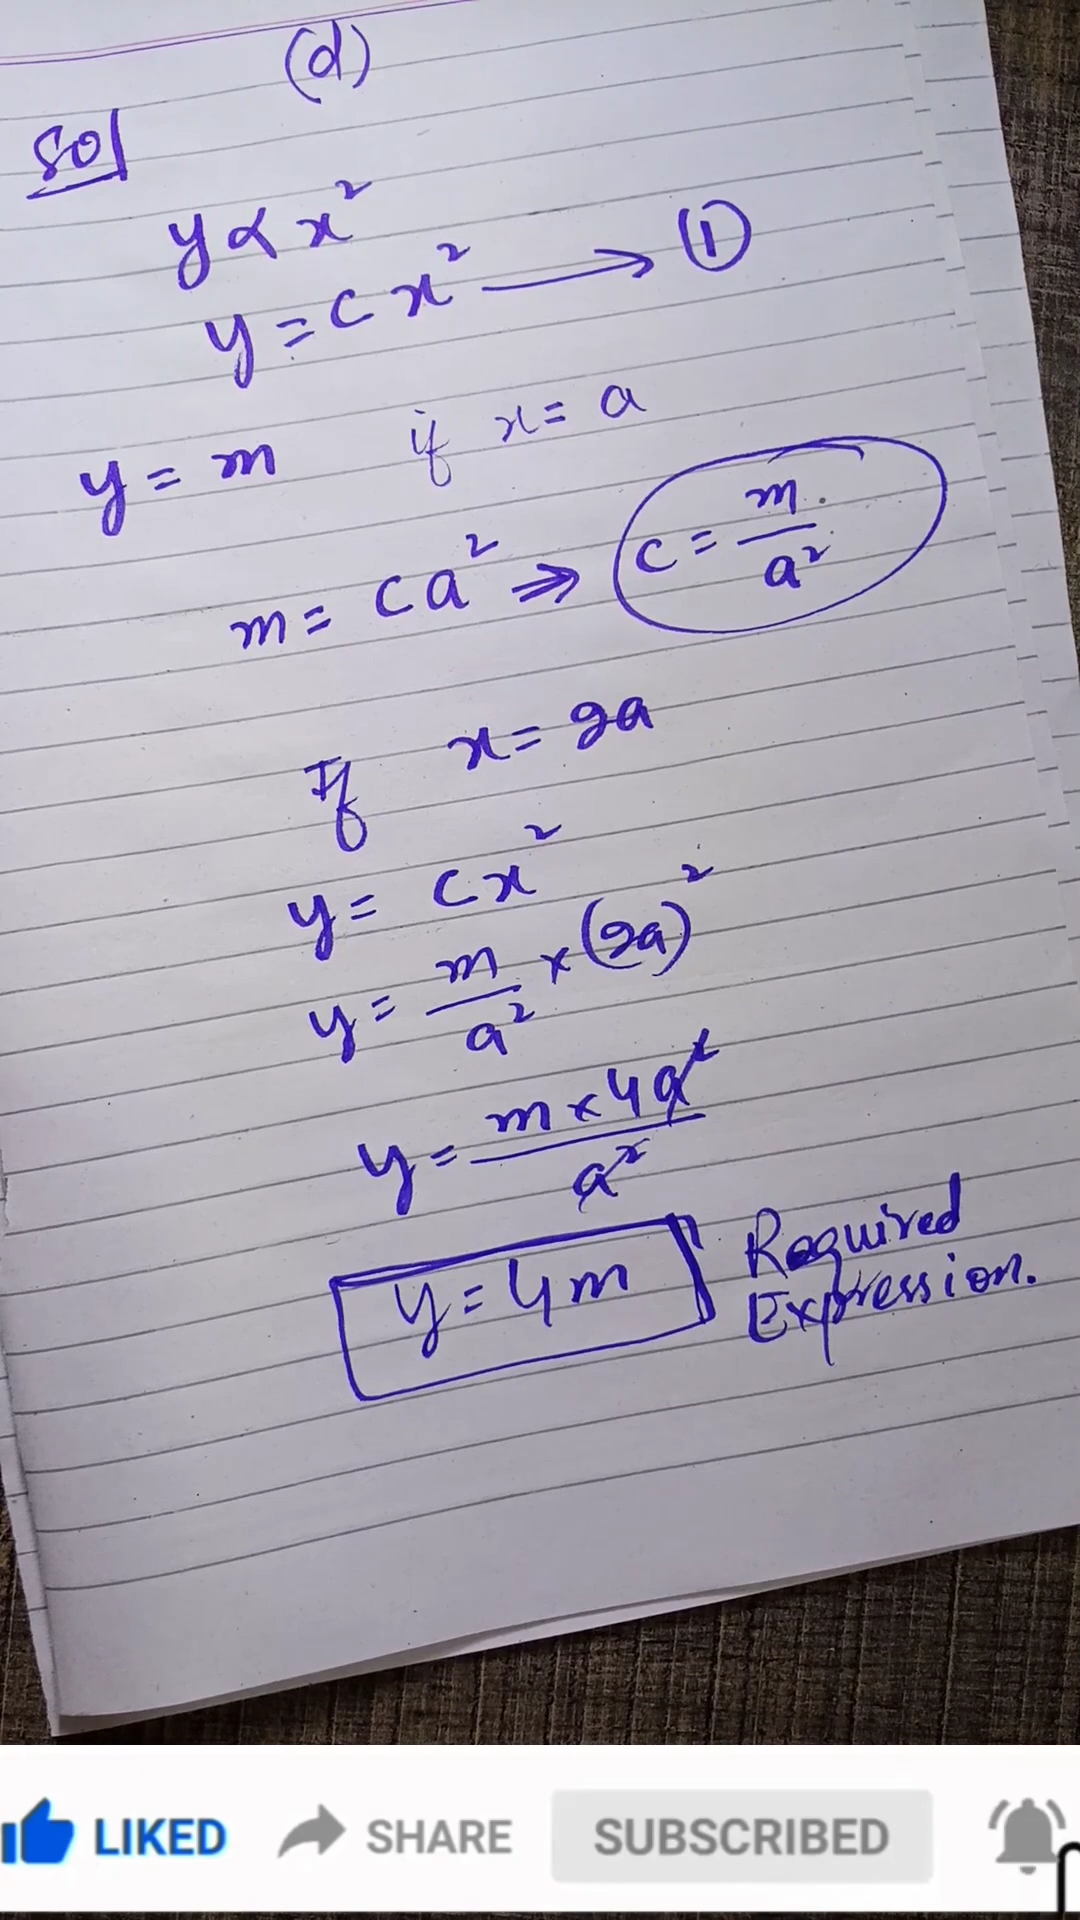 (d)
Sol
y ∝ x²
y = cx² → ①
y = m if x = a
m = ca² ⇒ c = m/a²
If x = 2a
y = cx²
y = m/a² × (2a)²
y = m × 4a²/a²
y = 4m Required
Expression.
LIKED SHARE SUBSCRIBED